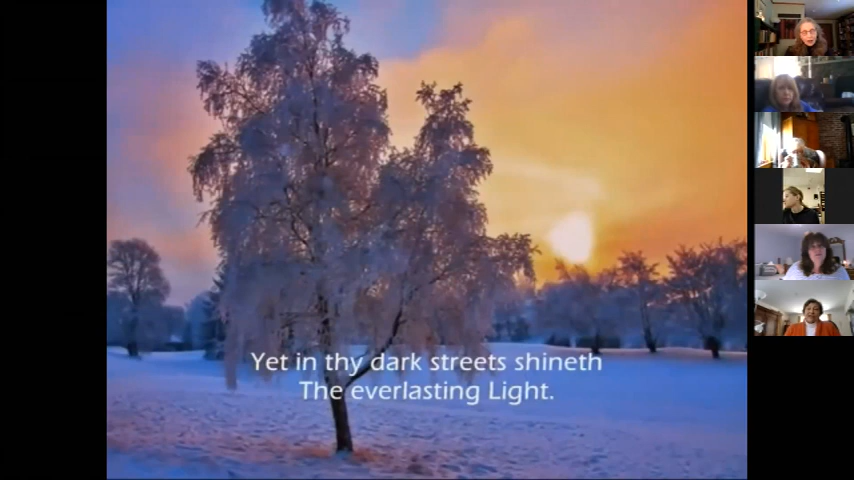 Yet in thy dark streets shineth
The everlasting Light.